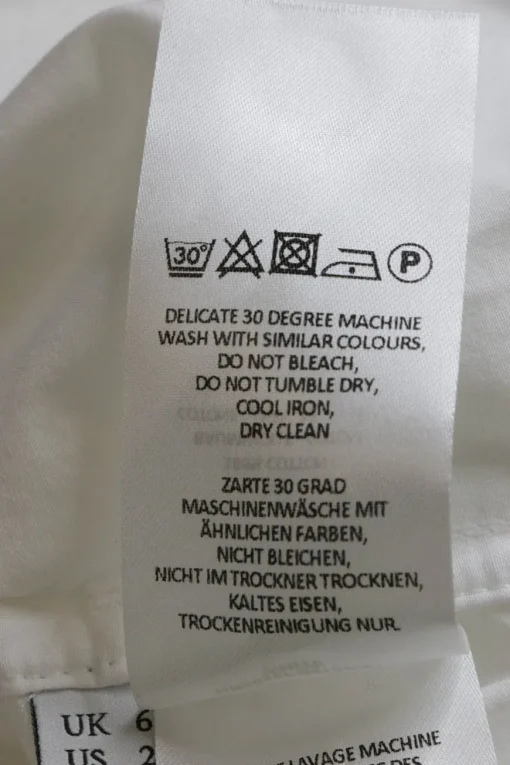 30°
P
DELICATE 30 DEGREE MACHINE
WASH WITH SIMILAR COLOURS,
DO NOT BLEACH,
DO NOT TUMBLE DRY,
COOL IRON,
DRY CLEAN
ZARTE 30 GRAD
MASCHINENWÄSCHE MIT
ÄHNLICHEN FARBEN,
NICHT BLEICHEN,
NICHT IM TROCKNER TROCKNEN,
KALTES EISEN,
TROCKENREINIGUNG NUR.
UK 6
US 2
LAVAGE MACHINE
DES